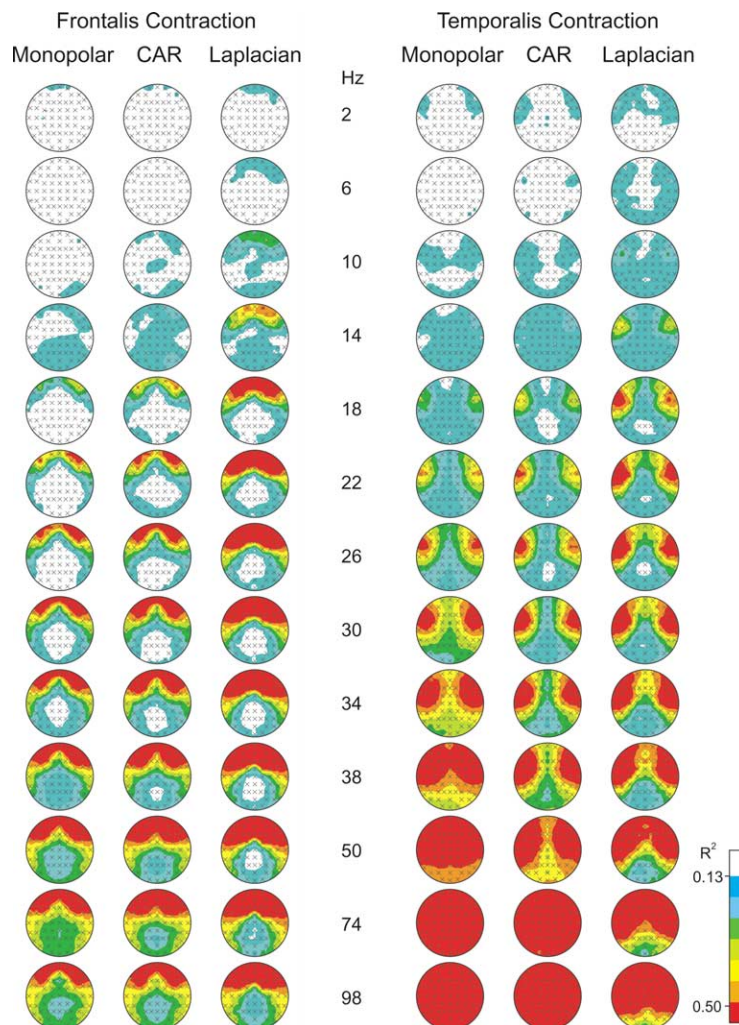 Frontalis Contraction
Temporalis Contraction
Monopolar CAR Laplacian
Monopolar CAR Laplacian
Hz
2
6
10
14
18
22
26
30
34
38
50
74
98
R²
0.13
0.50